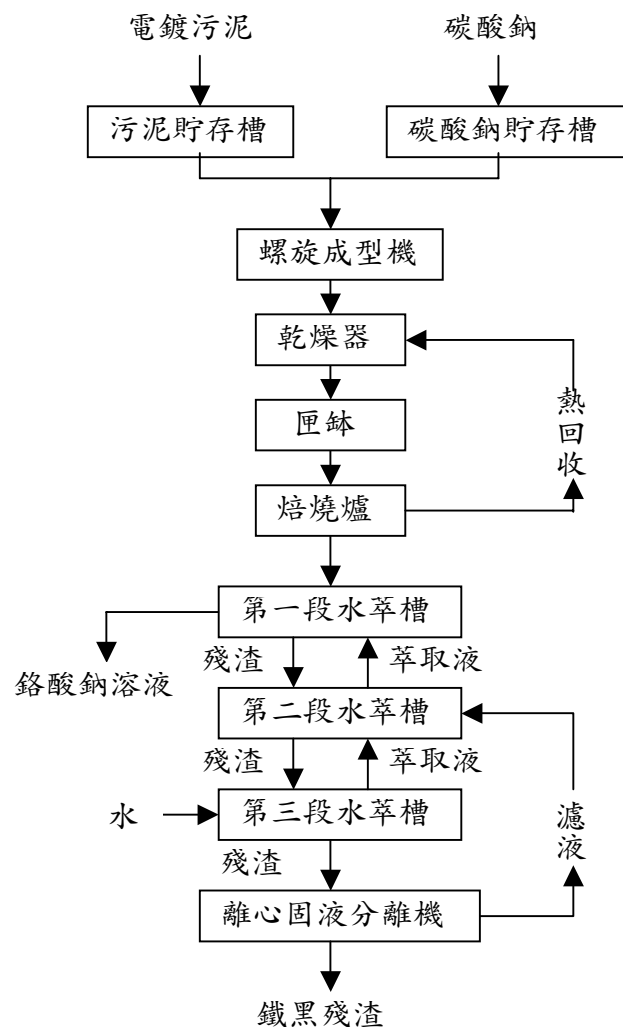 電鍍污泥
碳酸鈉
污泥貯存槽
碳酸鈉貯存槽
螺旋成型機
乾燥器
匣缽
熱回收
焙燒爐
第一段水萃槽
殘渣
萃取液
鉻酸鈉溶液
第二段水萃槽
殘渣
萃取液
水
第三段水萃槽
濾液
殘渣
離心固液分離機
鐵黑殘渣